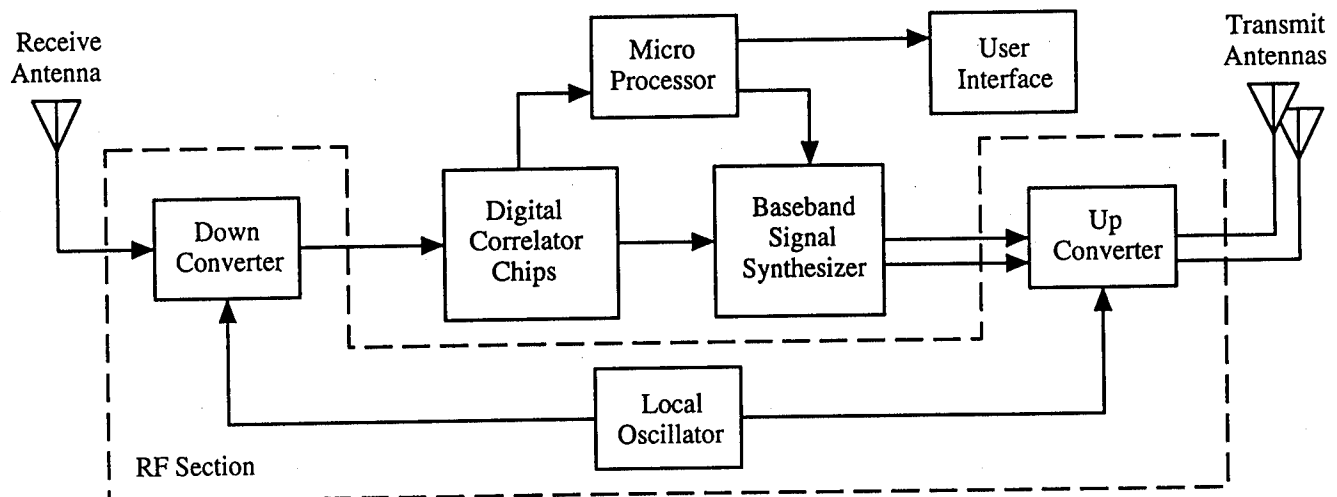 Receive
Antenna
Micro
Processor
User
Interface
Transmit
Antennas
Down
Converter
Digital
Correlator
Chips
Baseband
Signal
Synthesizer
Up
Converter
Local
Oscillator
RF Section